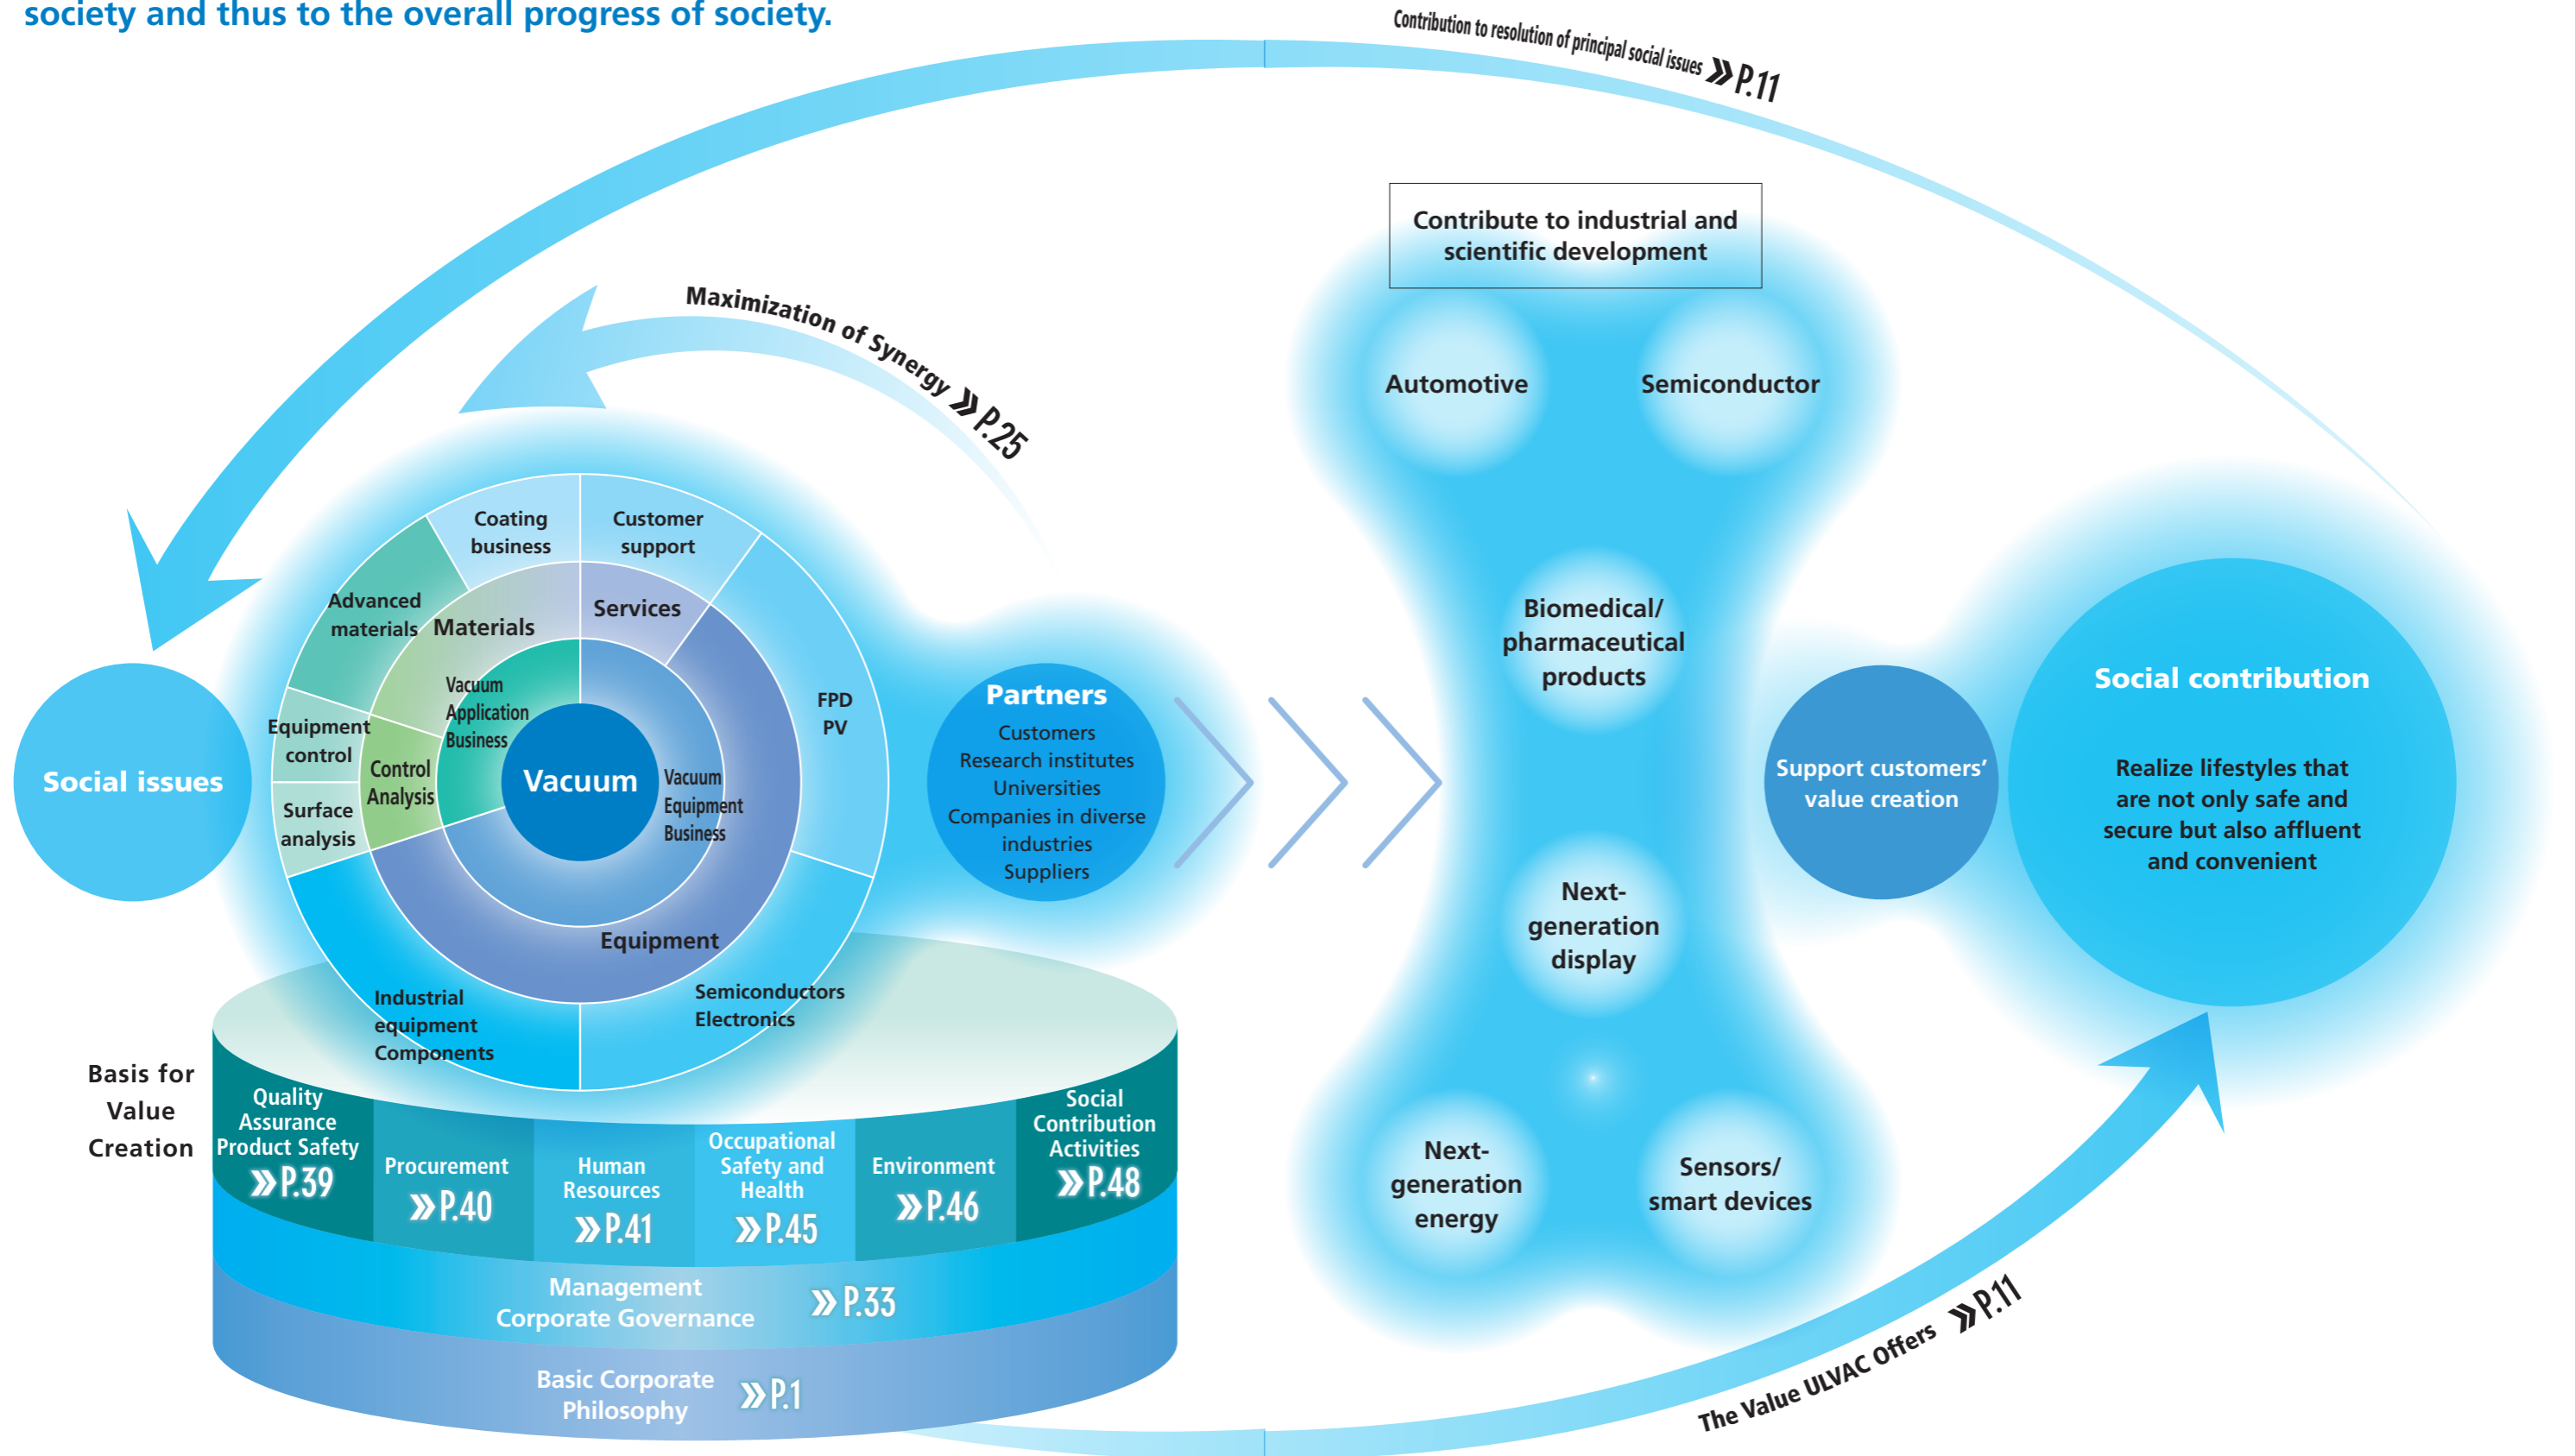 society and thus to the overall progress of society.
Contribution to resolution of principal social issues P.11
Contribute to industrial and
scientific development
Maximization of Synergy P.25
Automotive
Semiconductor
Biomedical/
pharmaceutical
products
Next-
generation
display
Next-
generation
energy
Sensors/
smart devices
Social issues
Coating
business
Customer
support
Advanced
materials
Materials
Services
Vacuum
Application
Business
FPD
PV
Equipment
control
Control
Analysis
Vacuum
Vacuum
Equipment
Business
Surface
analysis
Equipment
Industrial
equipment
Components
Semiconductors
Electronics
Partners
Customers
Research institutes
Universities
Companies in diverse
industries
Suppliers
Support customers’
value creation
Social contribution
Realize lifestyles that
are not only safe and
secure but also affluent
and convenient
Basis for
Value
Creation
Quality
Assurance
Product Safety
P.39
Procurement
P.40
Human
Resources
P.41
Occupational
Safety and
Health
P.45
Environment
P.46
Social
Contribution
Activities
P.48
Management
Corporate Governance
P.33
Basic Corporate
Philosophy
P.1
The Value ULVAC Offers P.11